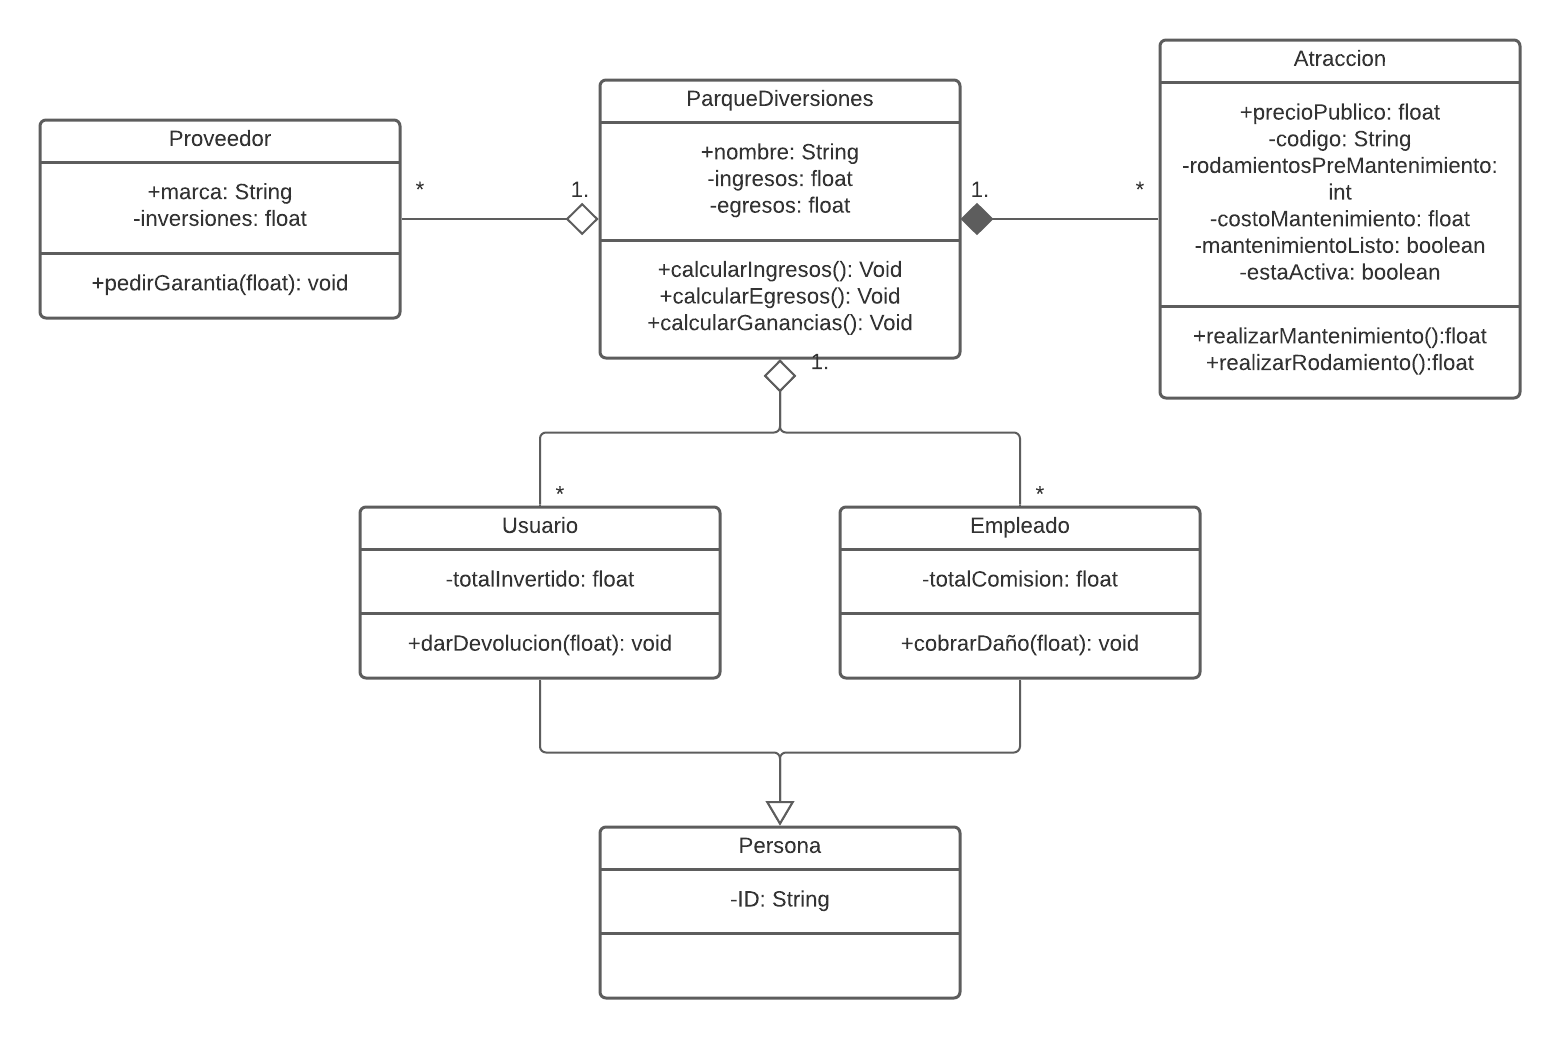 Proveedor
+marca: String
-inversiones: float
+pedirGarantia(float): void
*
1.
ParqueDiversiones
+nombre: String
-ingresos: float
-egresos: float
+calcularIngresos(): Void
+calcularEgresos(): Void
+calcularGanancias(): Void
1.
*
Atraccion
+precioPublico: float
-codigo: String
-rodamientosPreMantenimiento:
int
-costoMantenimiento: float
-mantenimientoListo: boolean
-estaActiva: boolean
+realizarMantenimiento():float
+realizarRodamiento():float
1.
*
Usuario
-totalInvertido: float
+darDevolucion(float): void
*
Empleado
-totalComision: float
+cobrarDaño(float): void
Persona
-ID: String